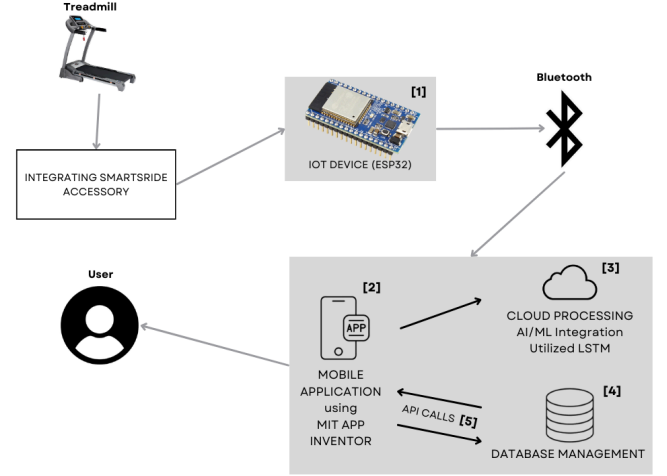 Treadmill
[1]
IOT DEVICE (ESP32)
Bluetooth
INTEGRATING SMARTSRIDE
ACCESSORY
User
[2]
APP
MOBILE
APPLICATION
using
MIT APP
INVENTOR
[3]
CLOUD PROCESSING
AI/ML Integration
Utilized LSTM
API CALLS [5]
[4]
DATABASE MANAGEMENT